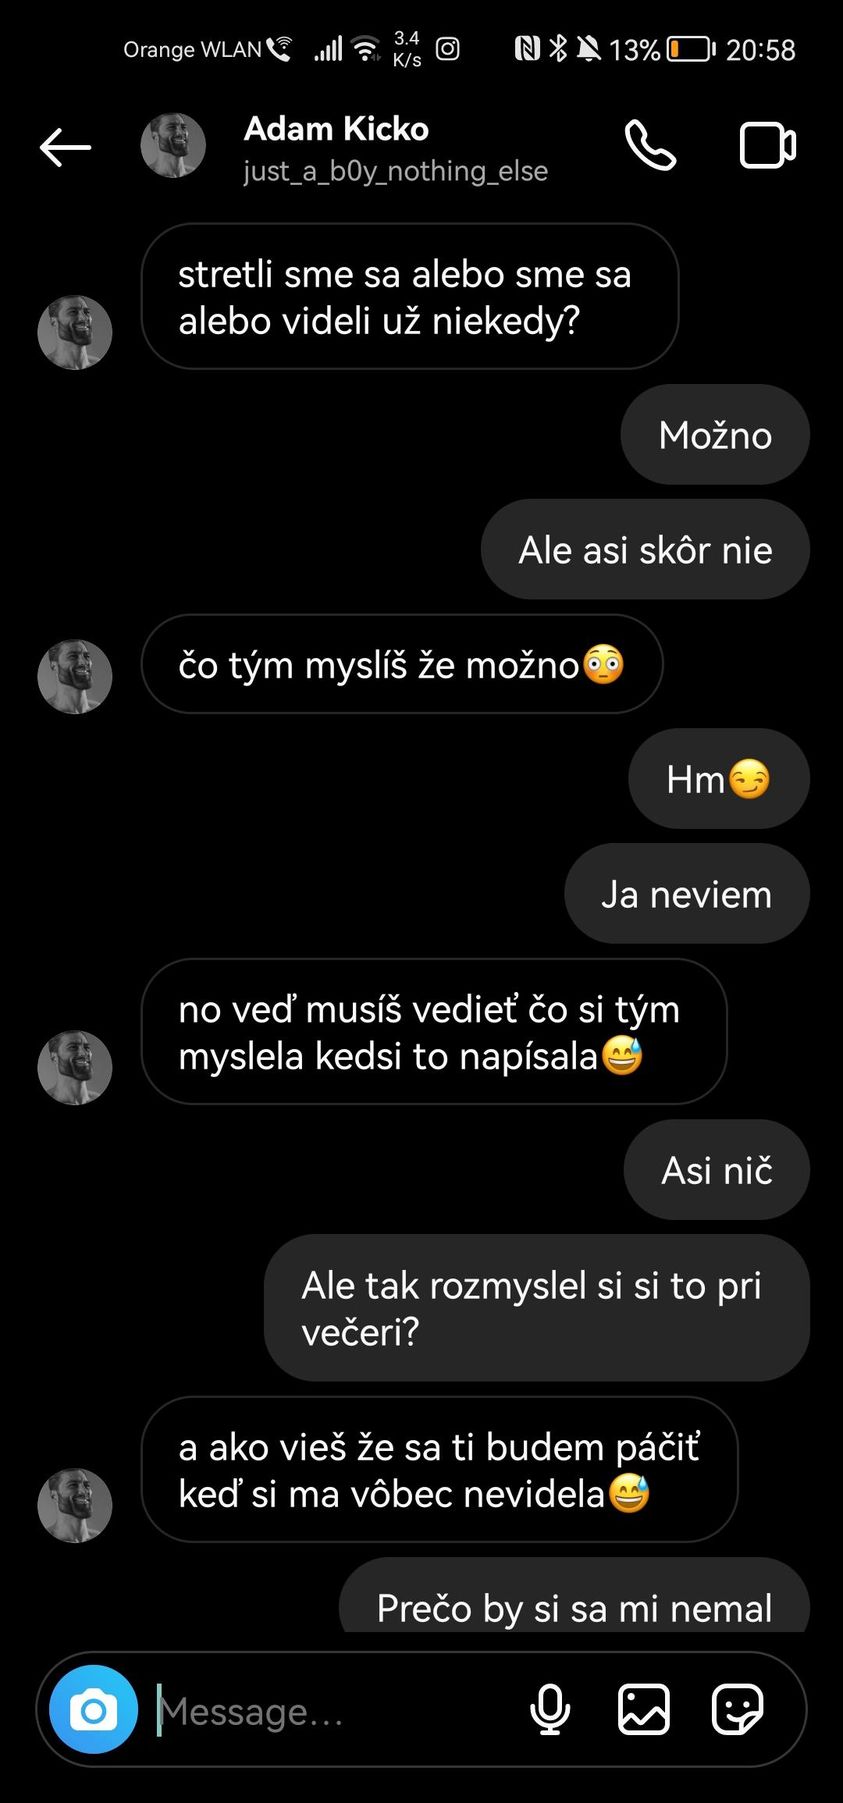 Orange WLAN 3.4 K/s 13% 20:58
Adam Kicko
just_a_b0y_nothing_else
stretli sme sa alebo sme sa
alebo videli už niekedy?
Možno
Ale asi skôr nie
čo tým myslíš že možno😳
Hm😏
Ja neviem
no veď musíš vedieť čo si tým
myslela kedsi to napísala😅
Asi nič
Ale tak rozmyslel si si to pri
večeri?
a ako vieš že sa ti budem páčiť
keď si ma vôbec nevidela😅
Prečo by si sa mi nemal
Message...